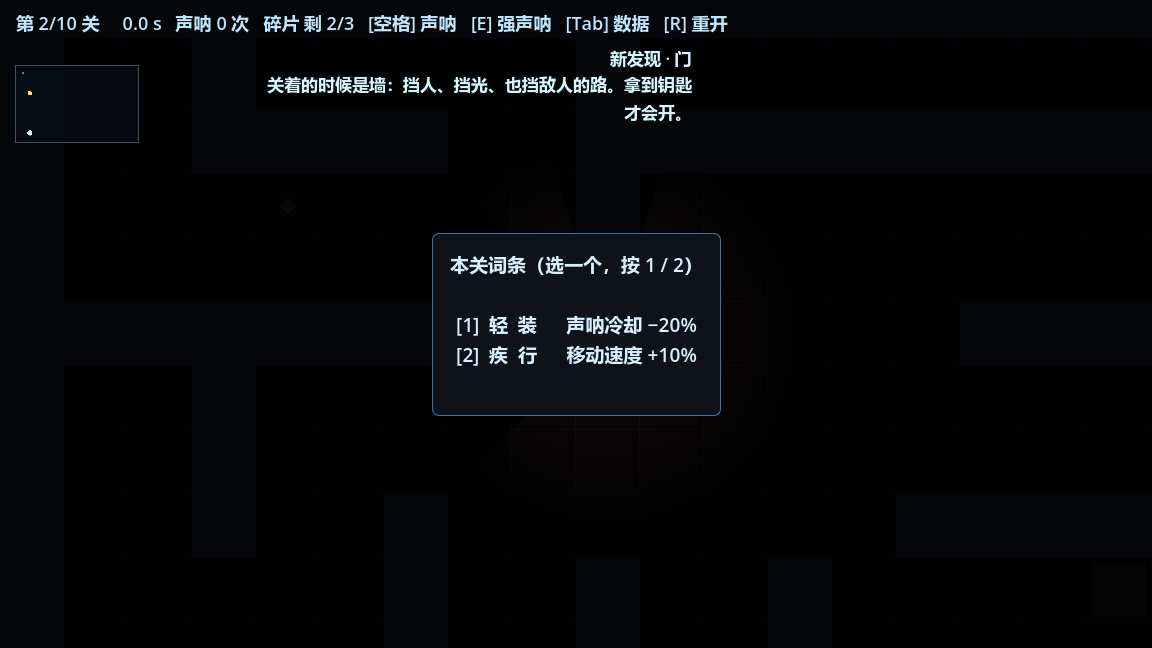 第 2/10 关 0.0 s 声呐 0 次 碎片 剩 2/3 [空格] 声呐 [E] 强声呐 [Tab] 数据 [R] 重开
新发现 · 门
关着的时候是墙：挡人、挡光、也挡敌人的路。拿到钥匙
才会开。
本关词条（选一个，按 1 / 2）
[1] 轻 装 声呐冷却 −20%
[2] 疾 行 移动速度 +10%